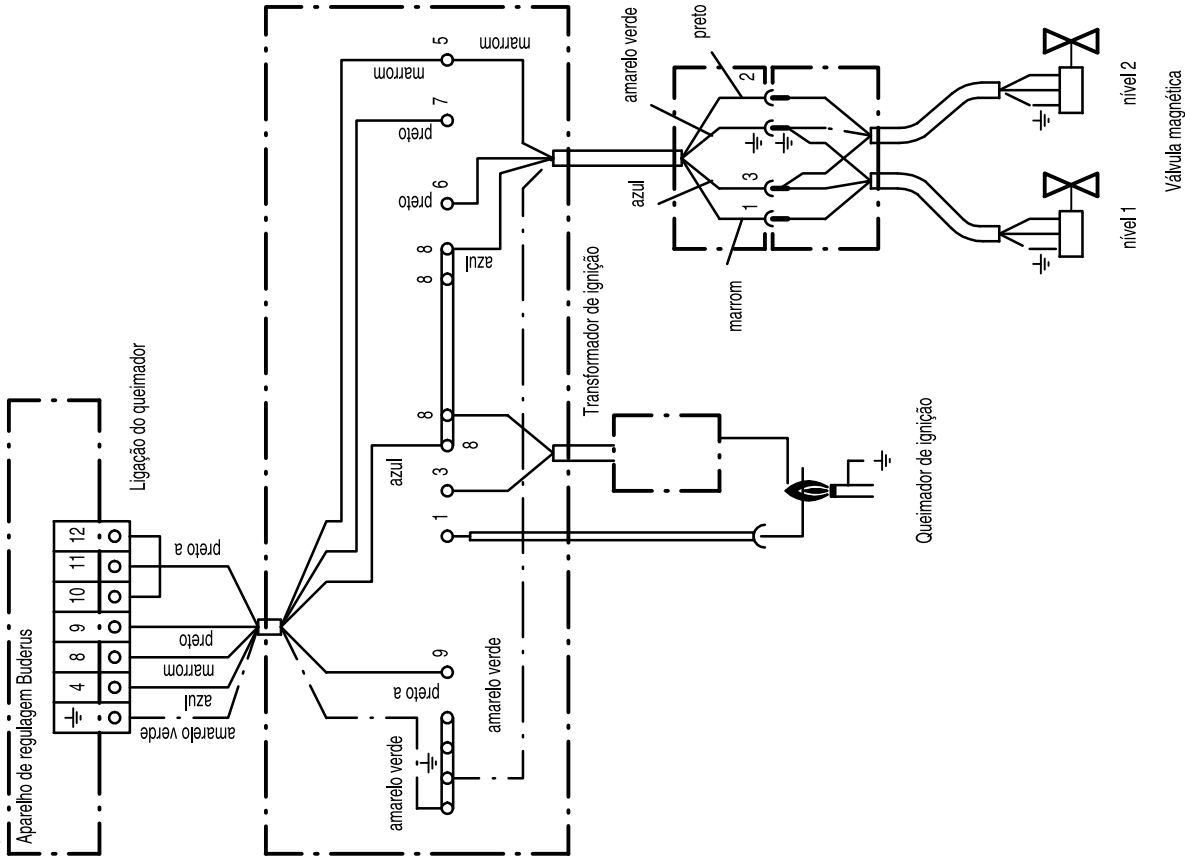 Aparelho de regulagem Buderus
4
8
9
10
11
12
Ligação do queimador
amarelo verde
azul
marrom
preto
preto a
amarelo verde
preto a
9
amarelo verde
1
3
8
azul
8
8
8
azul
6
preto
7
preto
5
marrom
marrom
Transformador de ignição
Queimador de ignição
marrom
azul
amarelo verde
preto
1
3
2
nível 1
nível 2
Válvula magnética